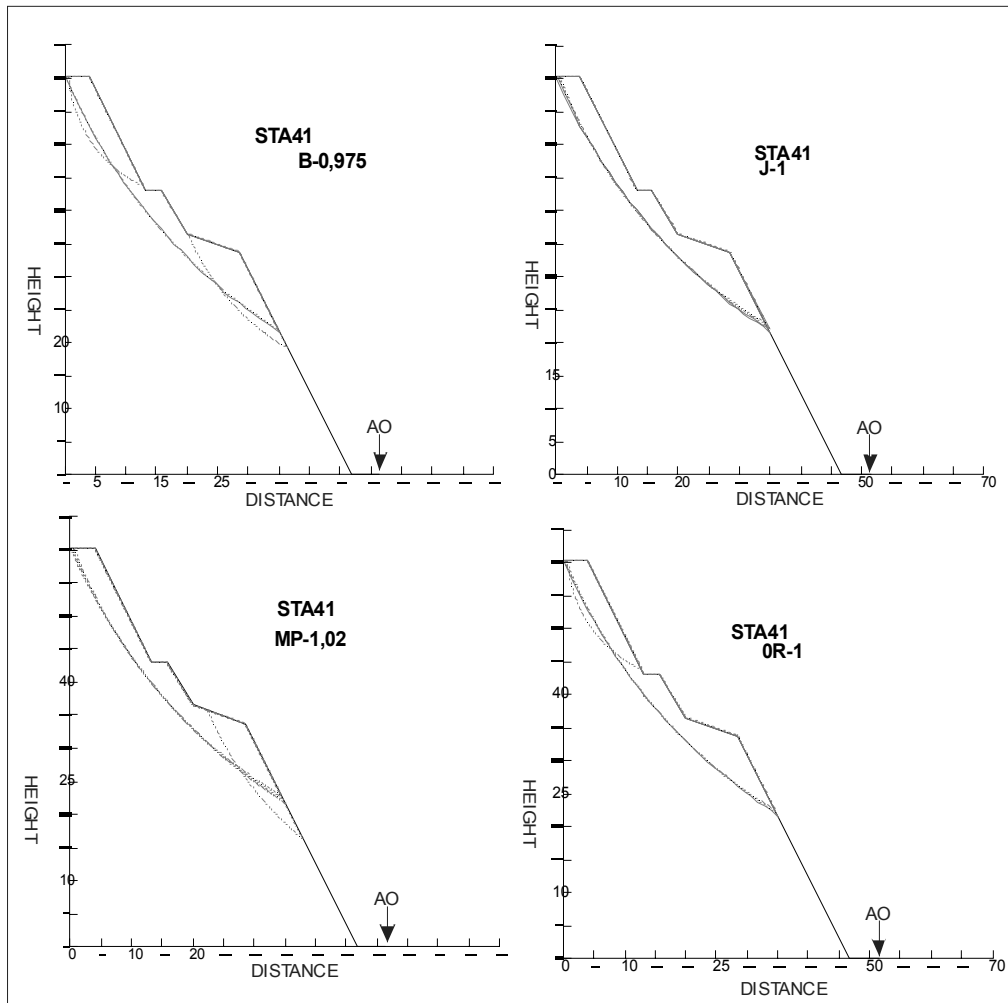 STA41
B-0,975
HEIGHT
20
10
AO
5 15 25
DISTANCE
STA41
J-1
HEIGHT
15
5
0
AO
10 20 50 70
DISTANCE
STA41
MP-1,02
40
HEIGHT
25
10
AO
0 10 20
DISTANCE
STA41
0R-1
40
HEIGHT
25
10
AO
0 10 25 50 70
DISTANCE